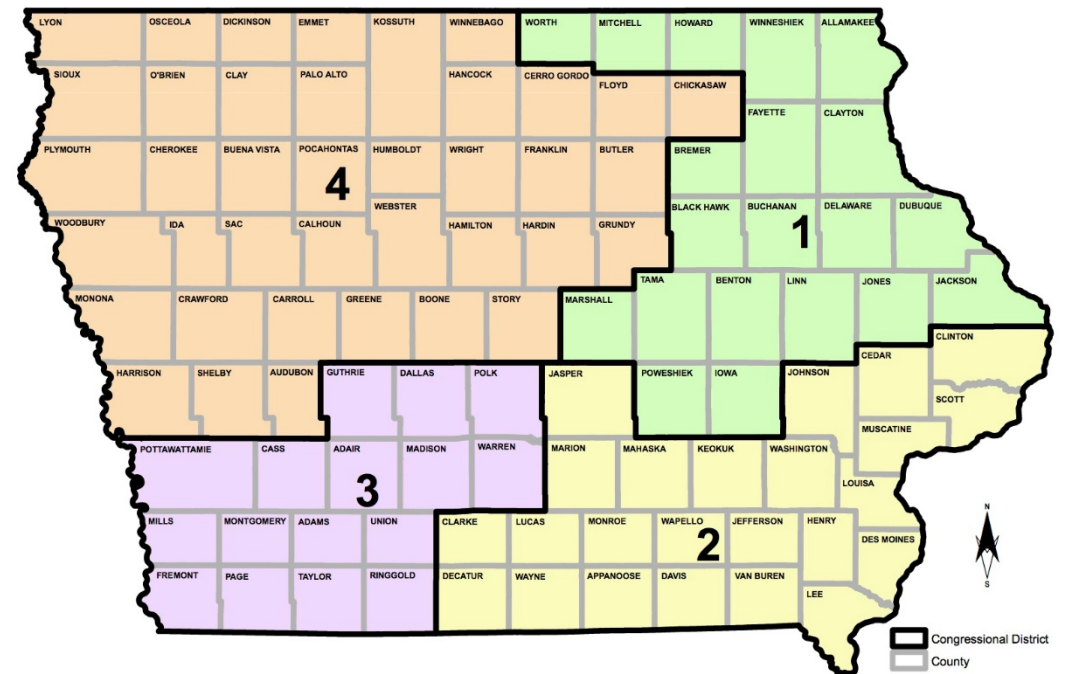 LYON OSCEOLA DICKINSON EMMET KOSSUTH WINNEBAGO WORTH MITCHELL HOWARD WINNESHIEK ALLAMAKEE
SIOUX O'BRIEN CLAY PALO ALTO HANCOCK CERRO GORDO FLOYD CHICKASAW
FAYETTE CLAYTON
PLYMOUTH CHEROKEE BUENA VISTA POCAHONTAS HUMBOLDT WRIGHT FRANKLIN BUTLER BREMER
4
WEBSTER BLACK HAWK BUCHANAN DELAWARE DUBUQUE
WOODBURY IDA SAC CALHOUN HAMILTON HARDIN GRUNDY 1
TAMA BENTON LINN JONES JACKSON
MONONA CRAWFORD CARROLL GREENE BOONE STORY MARSHALL
CLINTON
CEDAR
HARRISON SHELBY AUDUBON GUTHRIE DALLAS POLK JASPER POWESHIEK IOWA JOHNSON
SCOTT
MUSCATINE
POTTAWATTAMIE CASS ADAIR MADISON WARREN MARION MAHASKA KEOKUK WASHINGTON
LOUISA
3
MILLS MONTGOMERY ADAMS UNION CLARKE LUCAS MONROE WAPELLO JEFFERSON HENRY
N
2 DES MOINES
FREMONT PAGE TAYLOR RINGGOLD DECATUR WAYNE APPANOOSE DAVIS VAN BUREN
S
LEE
Congressional District
County